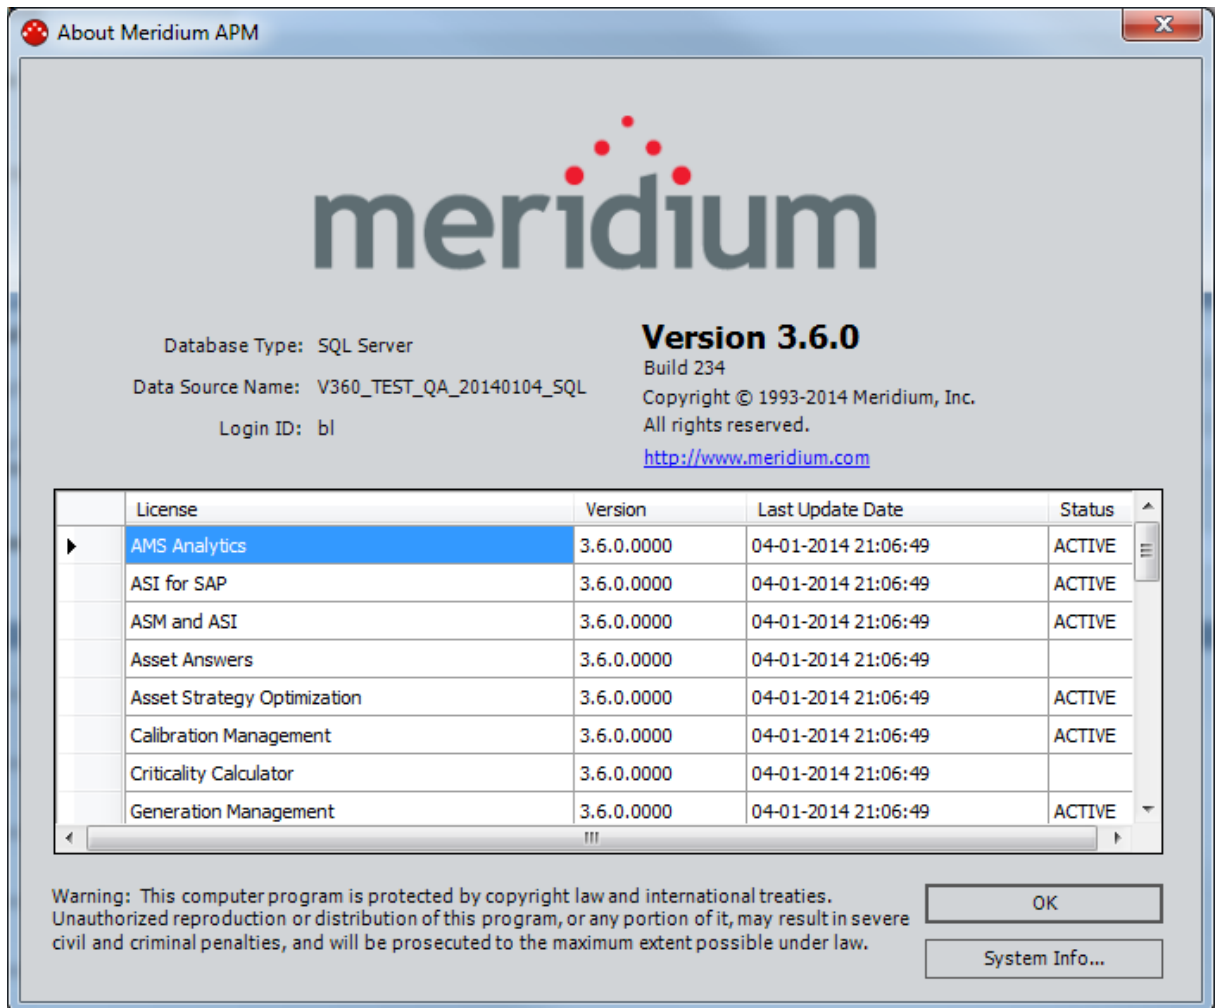 About Meridium APM
meridium
Database Type: SQL Server
Data Source Name: V360_TEST_QA_20140104_SQL
Login ID: bl
Version 3.6.0
Build 234
Copyright © 1993-2014 Meridium, Inc.
All rights reserved.
http://www.meridium.com
License Version Last Update Date Status
AMS Analytics 3.6.0.0000 04-01-2014 21:06:49 ACTIVE
ASI for SAP 3.6.0.0000 04-01-2014 21:06:49 ACTIVE
ASM and ASI 3.6.0.0000 04-01-2014 21:06:49 ACTIVE
Asset Answers 3.6.0.0000 04-01-2014 21:06:49
Asset Strategy Optimization 3.6.0.0000 04-01-2014 21:06:49 ACTIVE
Calibration Management 3.6.0.0000 04-01-2014 21:06:49 ACTIVE
Criticality Calculator 3.6.0.0000 04-01-2014 21:06:49
Generation Management 3.6.0.0000 04-01-2014 21:06:49 ACTIVE
Warning: This computer program is protected by copyright law and international treaties.
Unauthorized reproduction or distribution of this program, or any portion of it, may result in severe
civil and criminal penalties, and will be prosecuted to the maximum extent possible under law.
OK
System Info...